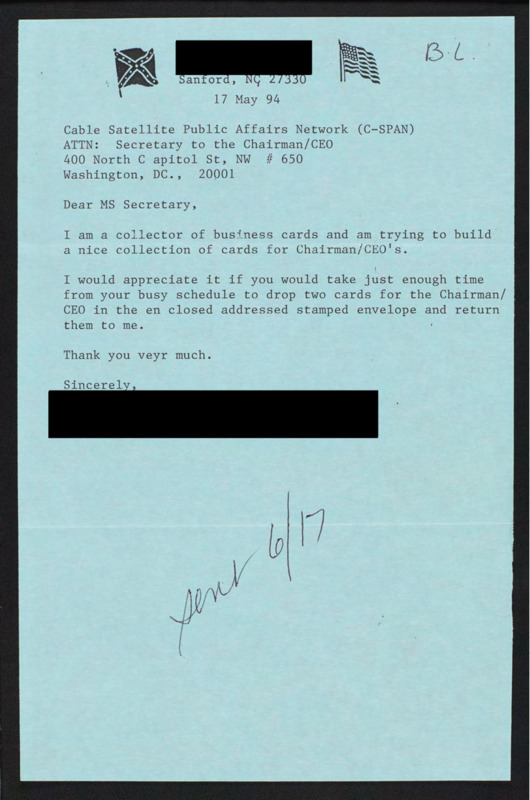 B.L.
Sanford, NC 27330
17 May 94
Cable Satellite Public Affairs Network (C-SPAN)
ATTN:  Secretary to the Chairman/CEO
400 North C apitol St, NW  # 650
Washington, DC.,  20001
Dear MS Secretary,
I am a collector of business cards and am trying to build
a nice collection of cards for Chairman/CEO's.
I would appreciate it if you would take just enough time
from your busy schedule to drop two cards for the Chairman/
CEO in the en closed addressed stamped envelope and return
them to me.
Thank you veyr much.
Sincerely,
sent 6/17